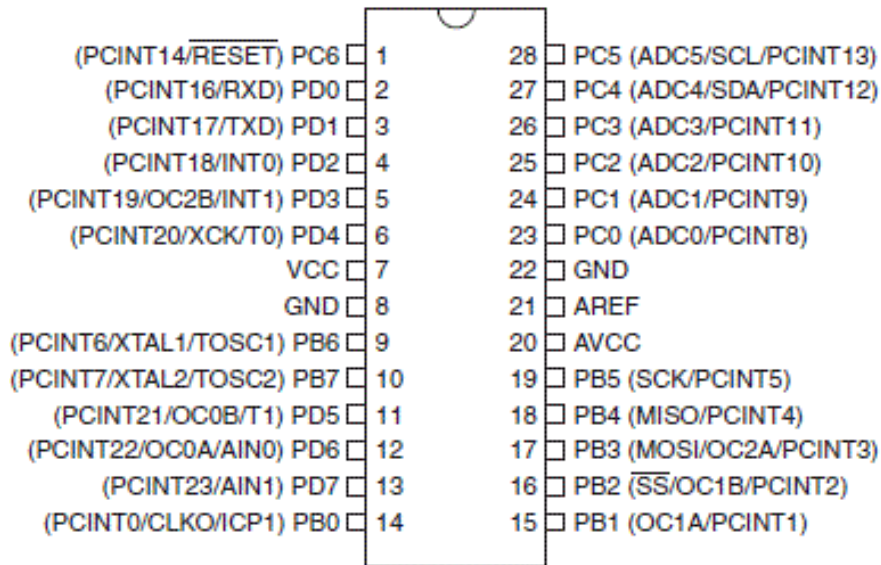 (PCINT14/RESET) PC6 1 28 PC5 (ADC5/SCL/PCINT13)
(PCINT16/RXD) PD0 2 27 PC4 (ADC4/SDA/PCINT12)
(PCINT17/TXD) PD1 3 26 PC3 (ADC3/PCINT11)
(PCINT18/INT0) PD2 4 25 PC2 (ADC2/PCINT10)
(PCINT19/OC2B/INT1) PD3 5 24 PC1 (ADC1/PCINT9)
(PCINT20/XCK/T0) PD4 6 23 PC0 (ADC0/PCINT8)
VCC 7 22 GND
GND 8 21 AREF
(PCINT6/XTAL1/TOSC1) PB6 9 20 AVCC
(PCINT7/XTAL2/TOSC2) PB7 10 19 PB5 (SCK/PCINT5)
(PCINT21/OC0B/T1) PD5 11 18 PB4 (MISO/PCINT4)
(PCINT22/OC0A/AIN0) PD6 12 17 PB3 (MOSI/OC2A/PCINT3)
(PCINT23/AIN1) PD7 13 16 PB2 (SS/OC1B/PCINT2)
(PCINT0/CLKO/ICP1) PB0 14 15 PB1 (OC1A/PCINT1)